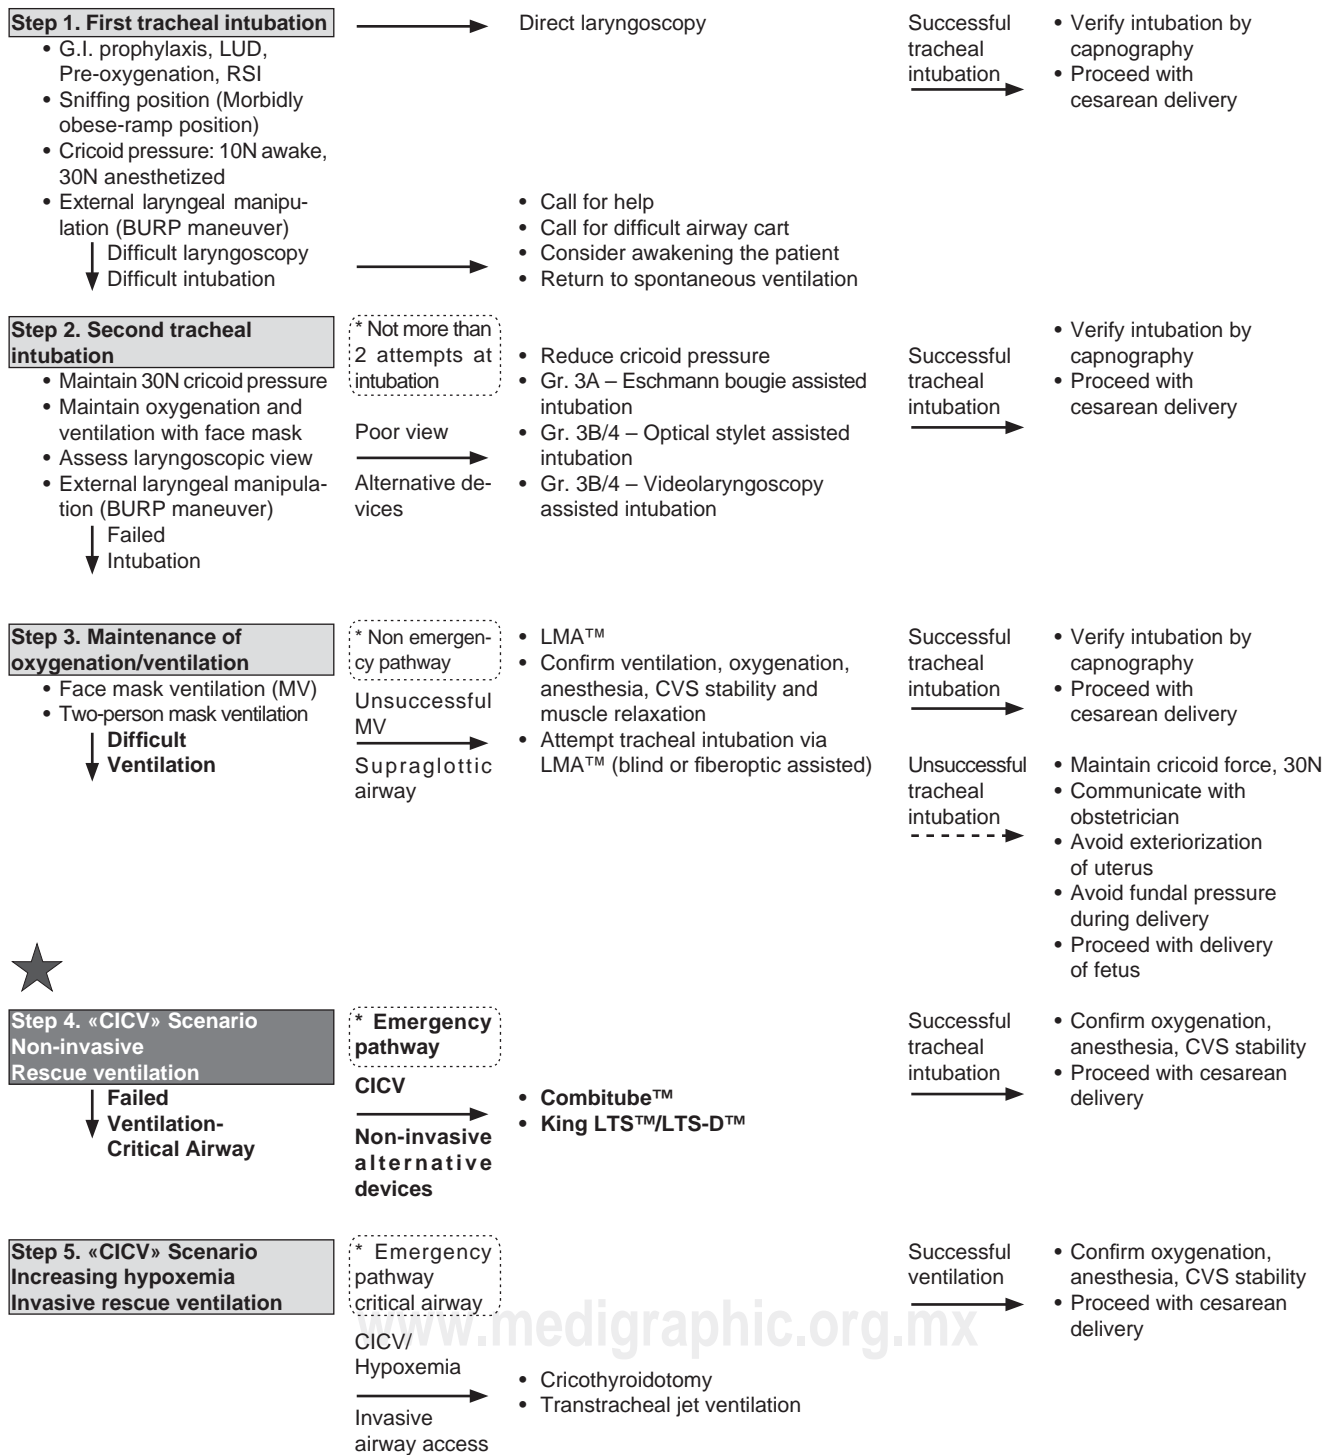 Step 1. First tracheal intubation
• G.I. prophylaxis, LUD,
Pre-oxygenation, RSI
• Sniffing position (Morbidly
obese-ramp position)
• Cricoid pressure: 10N awake,
30N anesthetized
• External laryngeal manipu-
lation (BURP maneuver)
Difficult laryngoscopy
Difficult intubation
Direct laryngoscopy
• Call for help
• Call for difficult airway cart
• Consider awakening the patient
• Return to spontaneous ventilation
Successful
tracheal
intubation
• Verify intubation by
capnography
• Proceed with
cesarean delivery
Step 2. Second tracheal
intubation
• Maintain 30N cricoid pressure
• Maintain oxygenation and
ventilation with face mask
• Assess laryngoscopic view
• External laryngeal manipula-
tion (BURP maneuver)
Failed
Intubation
* Not more than
2 attempts at
intubation
Poor view
Alternative de-
vices
• Reduce cricoid pressure
• Gr. 3A – Eschmann bougie assisted
intubation
• Gr. 3B/4 – Optical stylet assisted
intubation
• Gr. 3B/4 – Videolaryngoscopy
assisted intubation
Successful
tracheal
intubation
• Verify intubation by
capnography
• Proceed with
cesarean delivery
Step 3. Maintenance of
oxygenation/ventilation
• Face mask ventilation (MV)
• Two-person mask ventilation
Difficult
Ventilation
* Non emergen-
cy pathway
Unsuccessful
MV
Supraglottic
airway
• LMA™
• Confirm ventilation, oxygenation,
anesthesia, CVS stability and
muscle relaxation
• Attempt tracheal intubation via
LMA™ (blind or fiberoptic assisted)
Successful
tracheal
intubation
• Verify intubation by
capnography
• Proceed with
cesarean delivery
Unsuccessful
tracheal
intubation
• Maintain cricoid force, 30N
• Communicate with
obstetrician
• Avoid exteriorization
of uterus
• Avoid fundal pressure
during delivery
• Proceed with delivery
of fetus
Step 4. «CICV» Scenario
Non-invasive
Rescue ventilation
Failed
Ventilation-
Critical Airway
* Emergency
pathway
CICV
Non-invasive
alternative
devices
• Combitube™
• King LTS™/LTS-D™
Successful
tracheal
intubation
• Confirm oxygenation,
anesthesia, CVS stability
• Proceed with cesarean
delivery
Step 5. «CICV» Scenario
Increasing hypoxemia
Invasive rescue ventilation
* Emergency
pathway
critical airway
CICV/
Hypoxemia
Invasive
airway access
• Cricothyroidotomy
• Transtracheal jet ventilation
Successful
ventilation
• Confirm oxygenation,
anesthesia, CVS stability
• Proceed with cesarean
delivery
www.medigraphic.org.mx